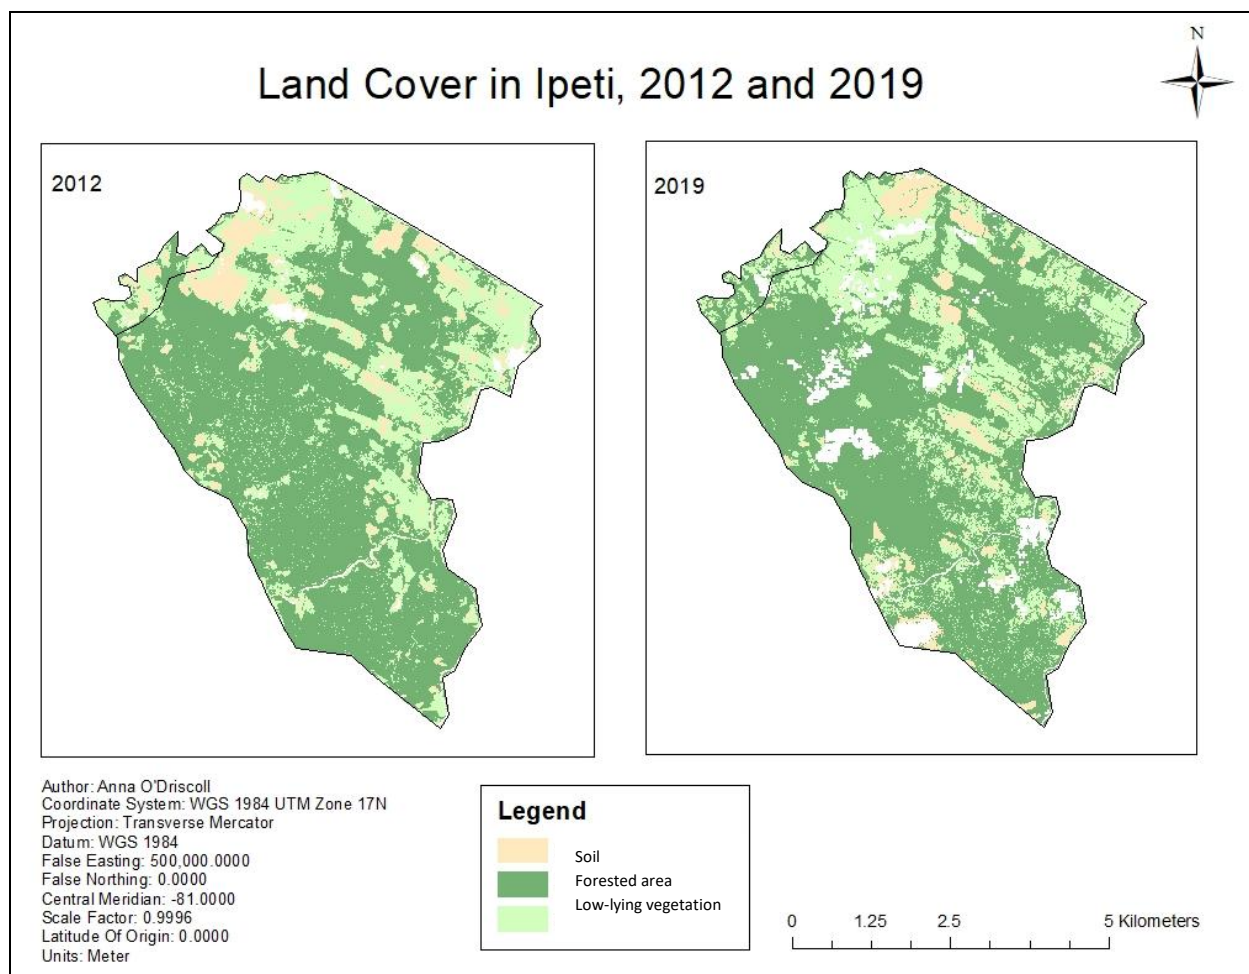 N
Land Cover in Ipeti, 2012 and 2019
2012
2019
Author: Anna O'Driscoll
Coordinate System: WGS 1984 UTM Zone 17N
Projection: Transverse Mercator
Datum: WGS 1984
False Easting: 500,000.0000
False Northing: 0.0000
Central Meridian: -81.0000
Scale Factor: 0.9996
Latitude Of Origin: 0.0000
Units: Meter
Legend
Soil
Forested area
Low-lying vegetation
0 1.25 2.5 5 Kilometers